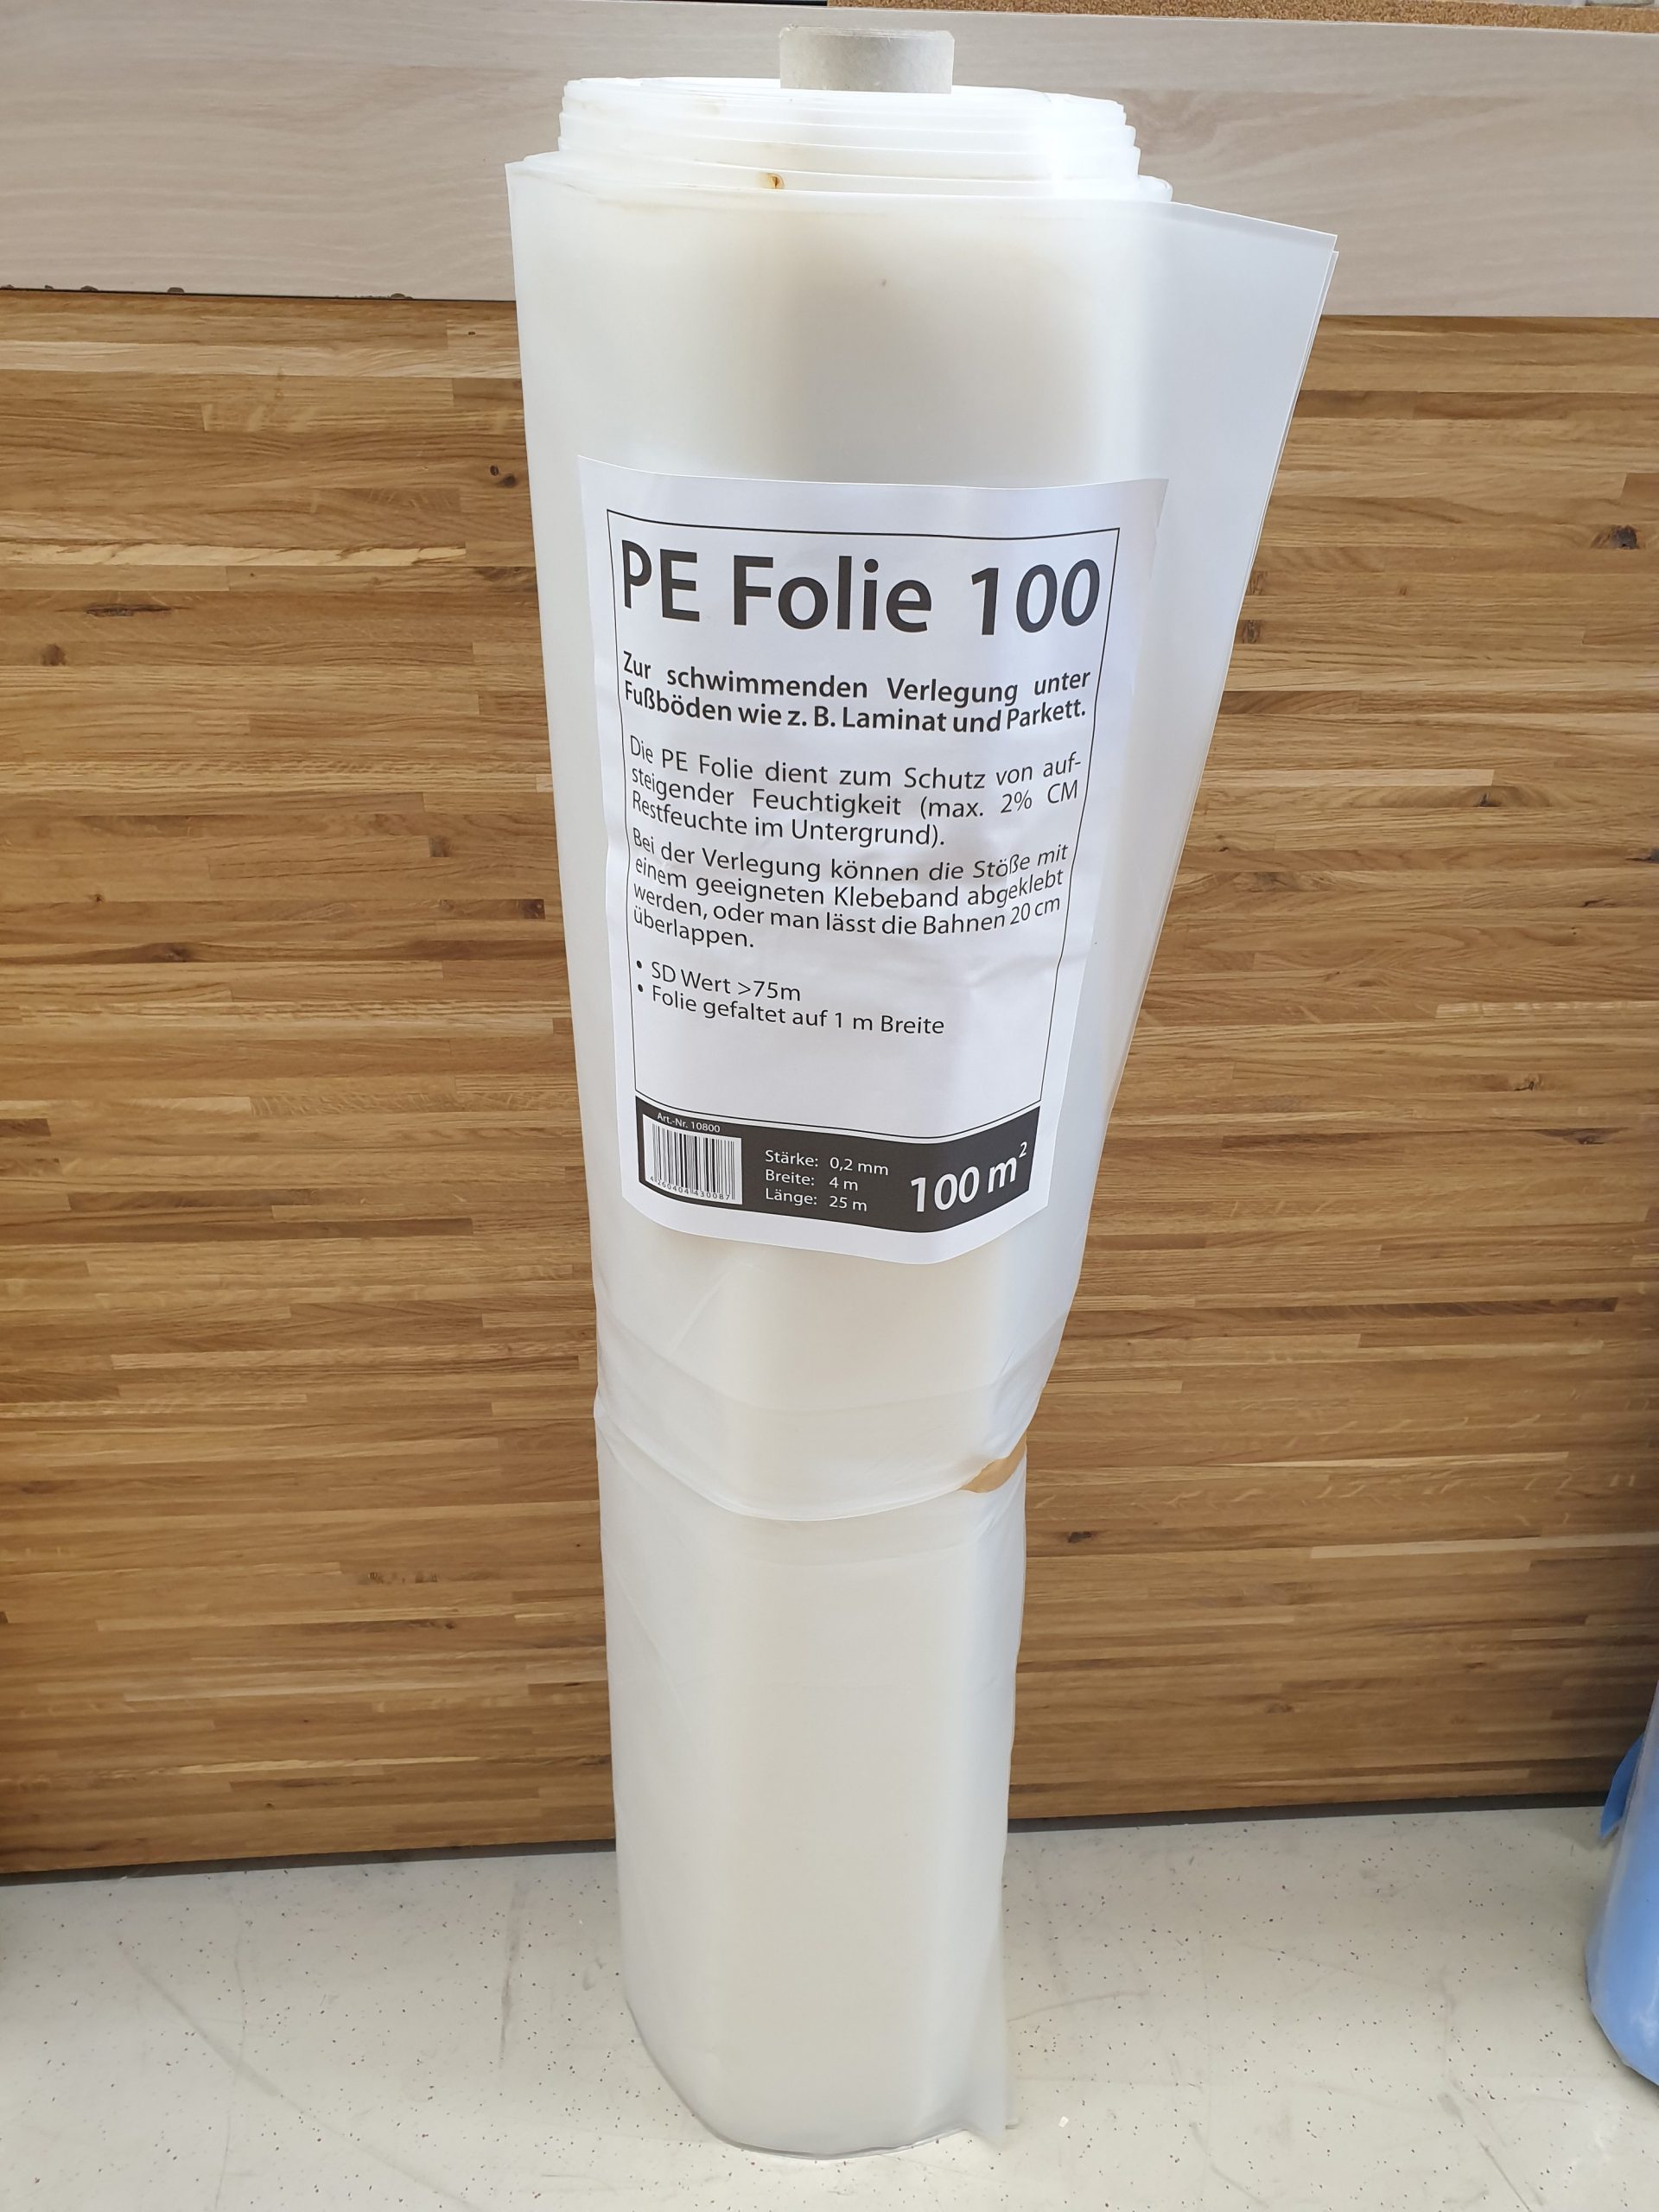 PE Folie 100
Zur schwimmenden Verlegung unter
Fußböden wie z. B. Laminat und Parkett.
Die PE Folie dient zum Schutz von auf-
steigender Feuchtigkeit (max. 2% CM
Restfeuchte im Untergrund).
Bei der Verlegung können die Stöße mit
einem geeigneten Klebeband abgeklebt
werden, oder man lässt die Bahnen 20 cm
überlappen.
• SD Wert >75m
• Folie gefaltet auf 1 m Breite
Art.-Nr. 10800
4 260404 430087
Stärke: 0,2 mm
Breite: 4 m
Länge: 25 m
100 m²